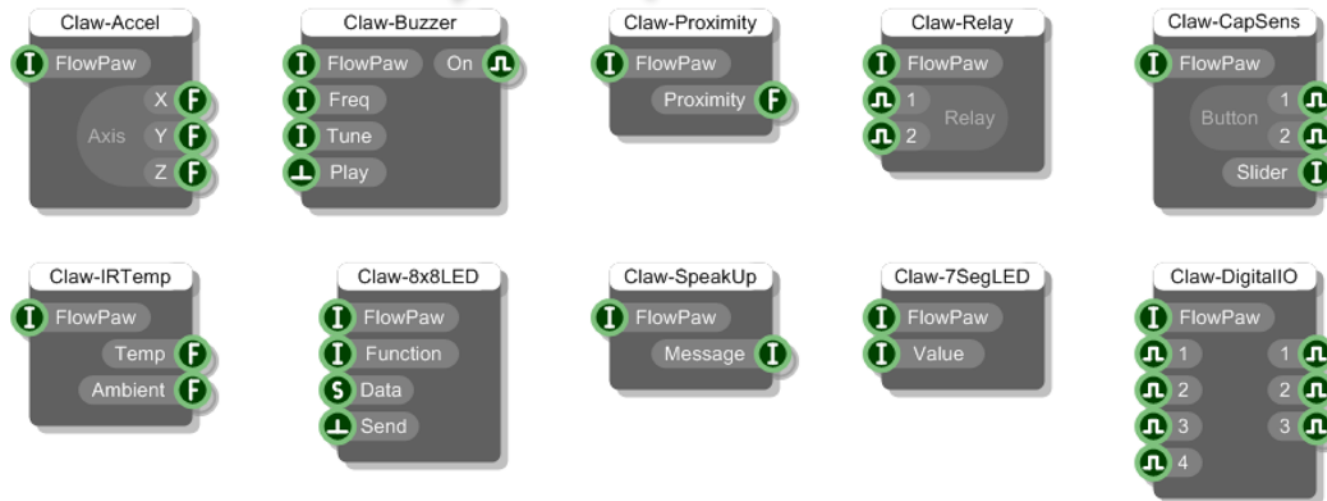 Claw-Accel
I FlowPaw
X F
Axis Y F
Z F
Claw-Buzzer
I FlowPaw On
I Freq
I Tune
Play
Claw-Proximity
I FlowPaw
Proximity F
Claw-Relay
I FlowPaw
1
Relay
2
Claw-CapSens
I FlowPaw
1
Button
2
Slider I
Claw-IRTemp
I FlowPaw
Temp F
Ambient F
Claw-8x8LED
I FlowPaw
I Function
S Data
Send
Claw-SpeakUp
I FlowPaw
Message I
Claw-7SegLED
I FlowPaw
I Value
Claw-DigitalIO
I FlowPaw
1 1
2 2
3 3
4